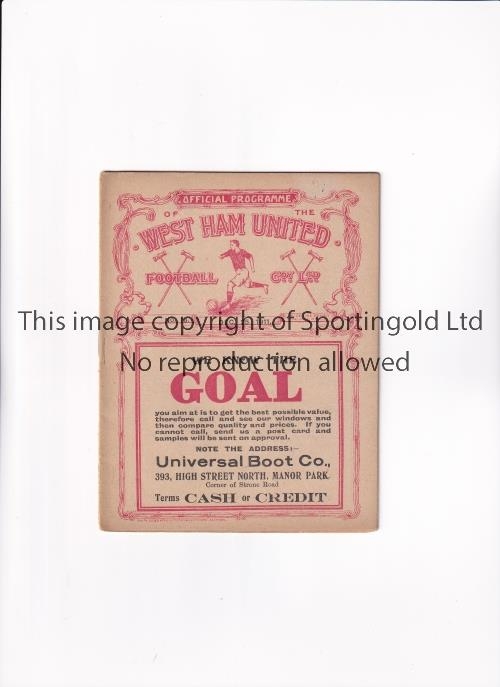 OFFICIAL PROGRAMME
OF THE
WEST HAM UNITED
FOOTBALL Coy. Ltd
This image copyright of Sportingold Ltd
No reproduction allowed
WE KNOW THE
GOAL
you aim at is to get the best possible value,
therefore call and see our windows and
then compare quality and prices. If you
cannot call, send us a post card and
samples will be sent on approval.
NOTE THE ADDRESS:-
Universal Boot Co.,
393, HIGH STREET NORTH, MANOR PARK.
Corner of Strone Road
Terms CASH or CREDIT